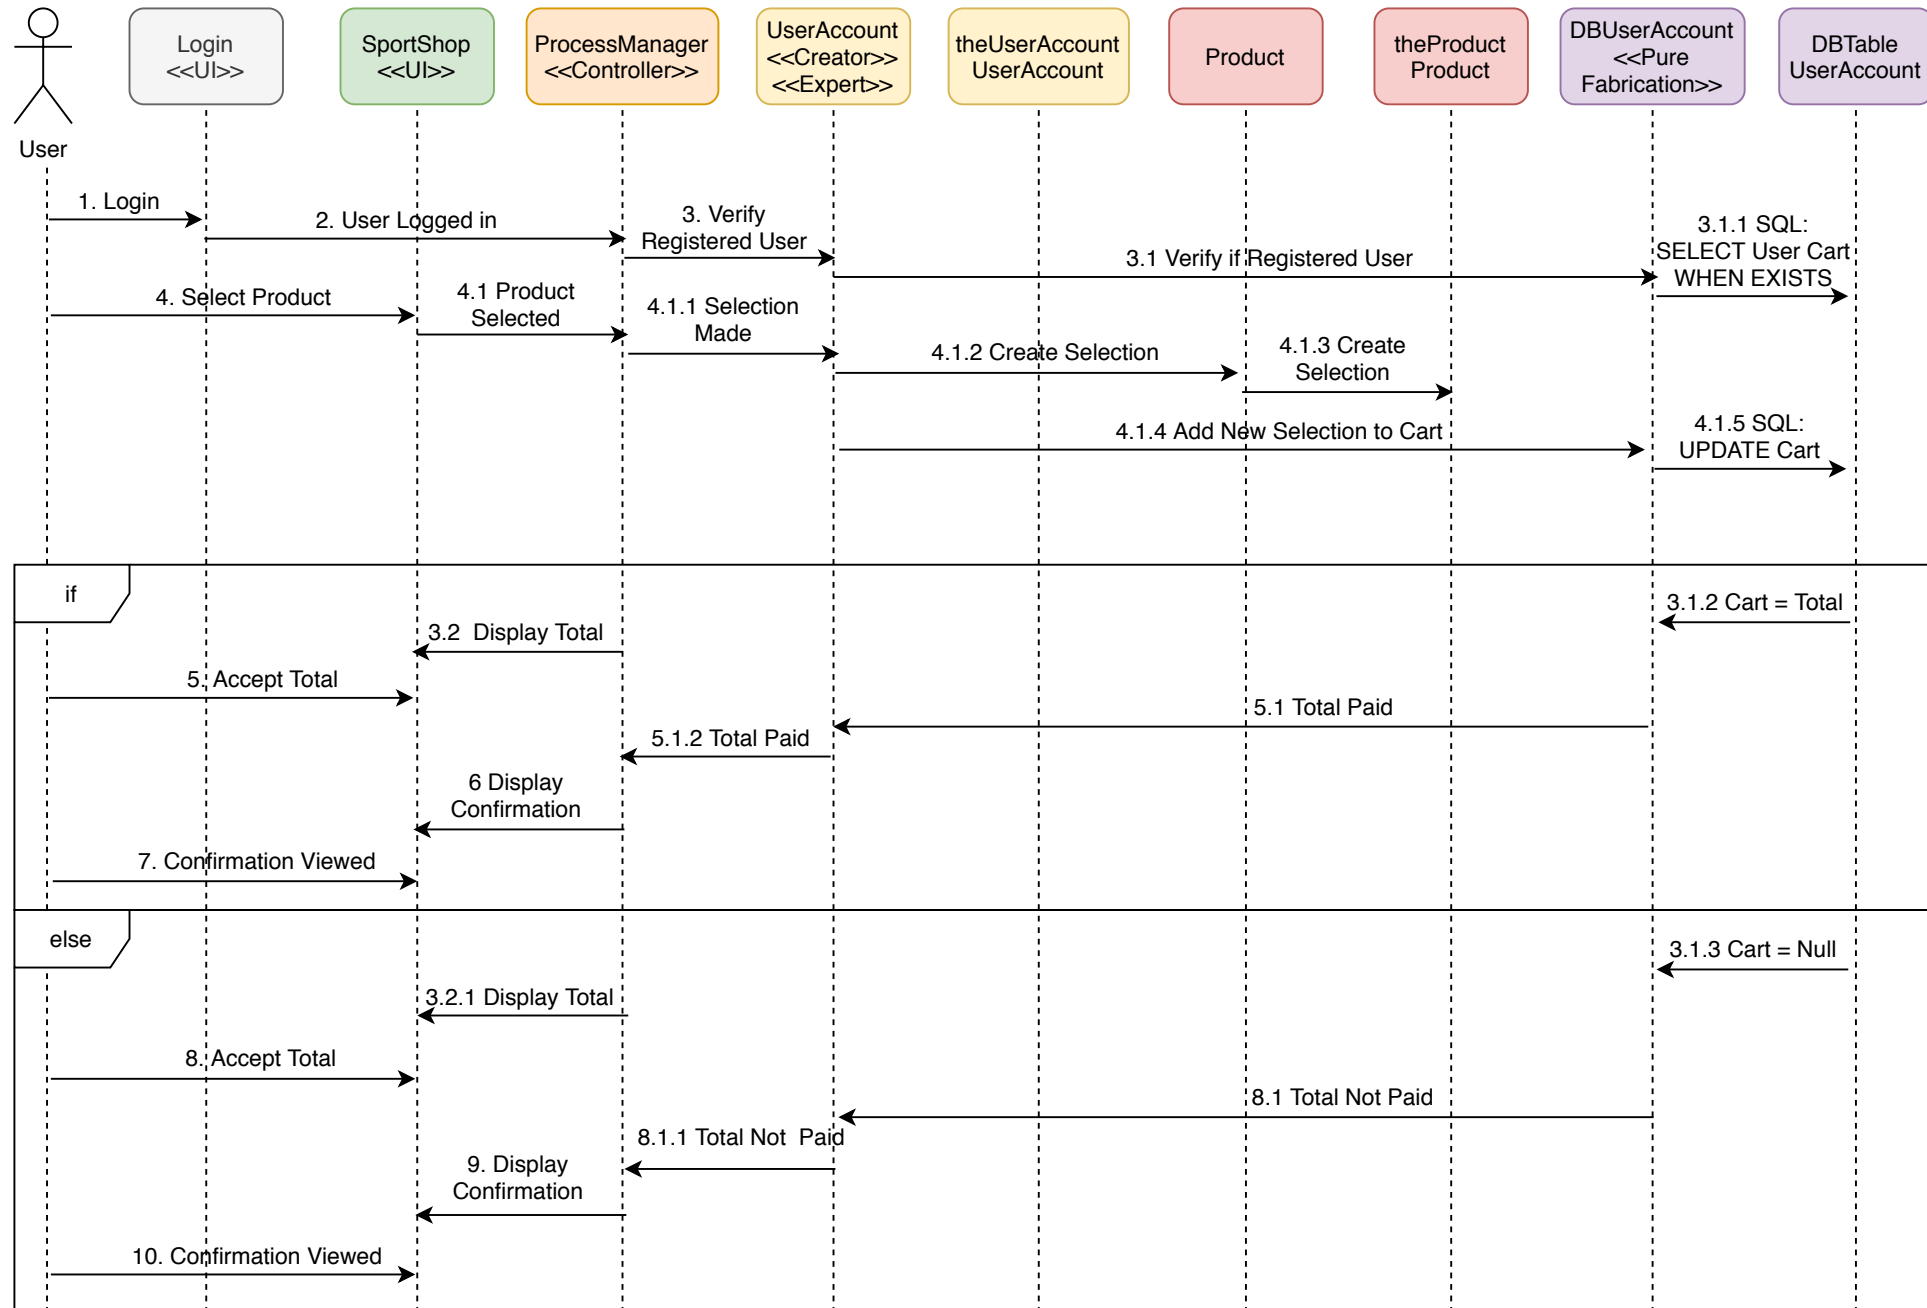 Login
<<UI>>
SportShop
<<UI>>
ProcessManager
<<Controller>>
UserAccount
<<Creator>>
<<Expert>>
theUserAccount
UserAccount
Product
theProduct
Product
DBUserAccount
<<Pure
Fabrication>>
DBTable
UserAccount
User
1. Login
2. User Logged in
3. Verify
Registered User
3.1 Verify if Registered User
3.1.1 SQL:
SELECT User Cart
WHEN EXISTS
4. Select Product
4.1 Product
Selected
4.1.1 Selection
Made
4.1.2 Create Selection
4.1.3 Create
Selection
4.1.4 Add New Selection to Cart
4.1.5 SQL:
UPDATE Cart
if
3.1.2 Cart = Total
3.2  Display Total
5. Accept Total
5.1 Total Paid
5.1.2 Total Paid
6 Display
Confirmation
7. Confirmation Viewed
else
3.1.3 Cart = Null
3.2.1 Display Total
8. Accept Total
8.1 Total Not Paid
8.1.1 Total Not  Paid
9. Display
Confirmation
10. Confirmation Viewed